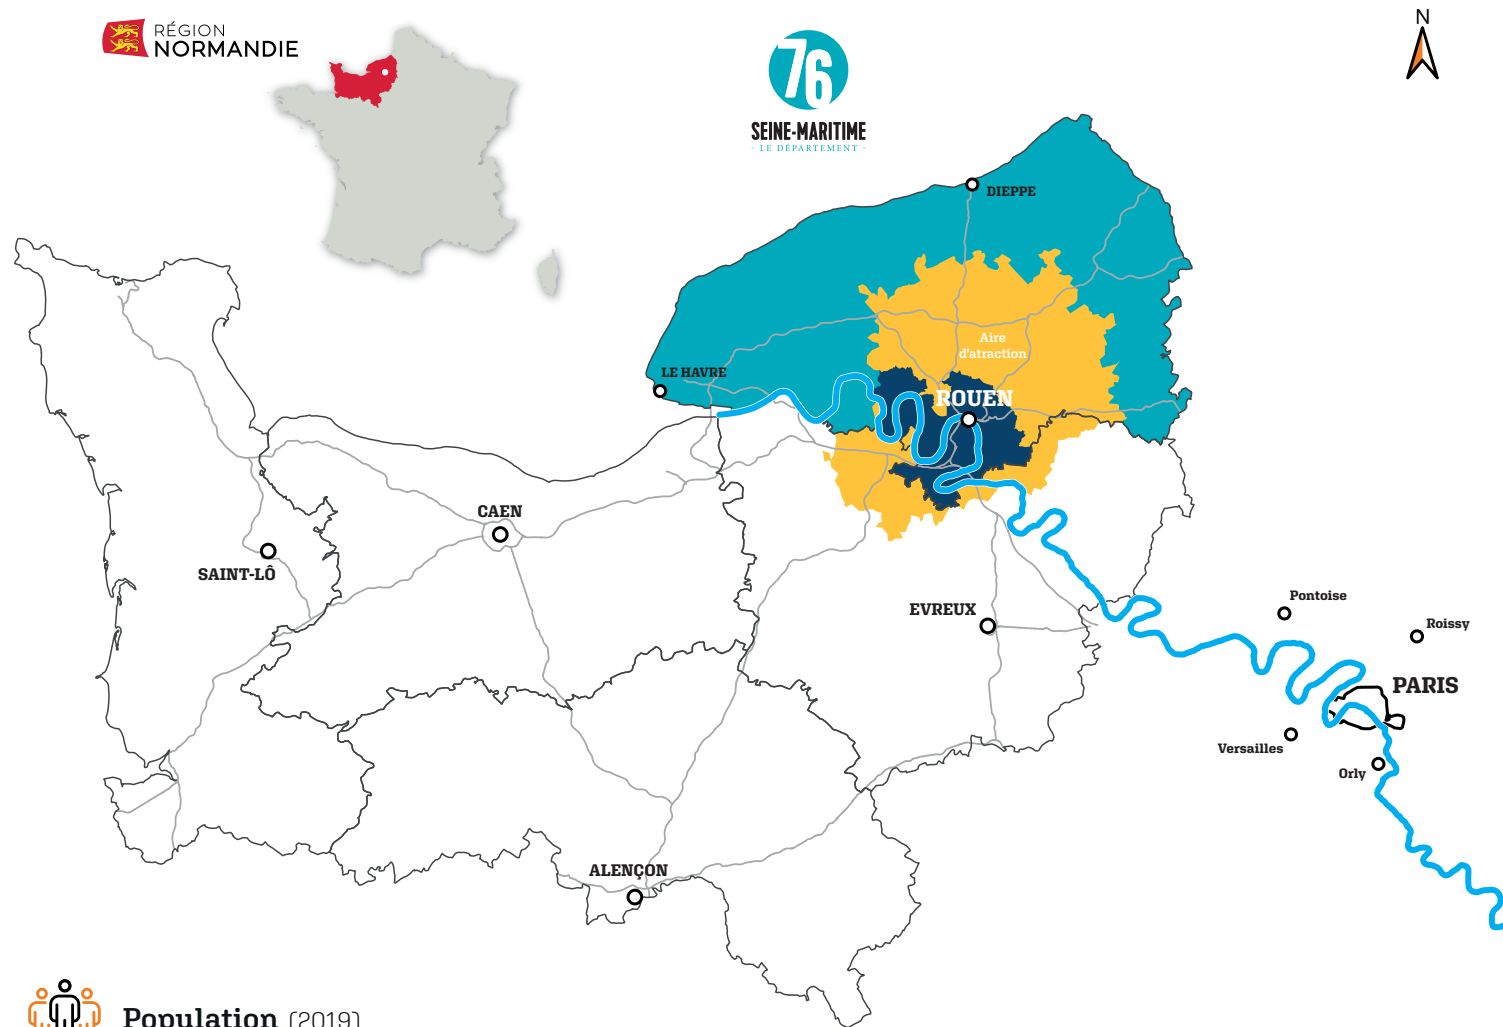 RÉGION
NORMANDIE
76
SEINE-MARITIME
- LE DÉPARTEMENT -
N
DIEPPE
Aire
d'atraction
LE HAVRE
ROUEN
CAEN
SAINT-LÔ
EVREUX
Pontoise
Roissy
PARIS
Versailles
Orly
ALENÇON
Population (2019)